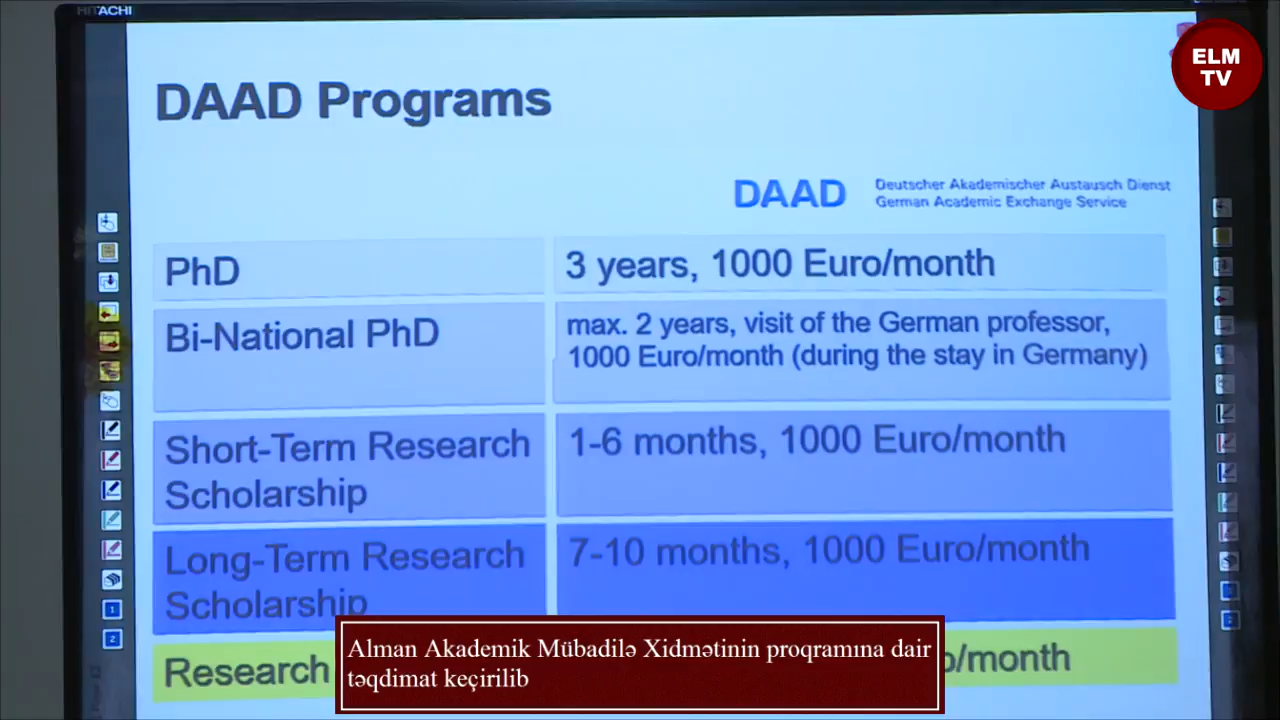 HITACHI
ELM
TV
DAAD Programs
DAAD
Deutscher Akademischer Austausch Dienst
German Academic Exchange Service
PhD
3 years, 1000 Euro/month
Bi-National PhD
max. 2 years, visit of the German professor,
1000 Euro/month (during the stay in Germany)
Short-Term Research
Scholarship
1-6 months, 1000 Euro/month
Long-Term Research
Scholarship
7-10 months, 1000 Euro/month
Research
/month
Alman Akademik Mübadilə Xidmətinin proqramına dair
təqdimat keçirilib
1
2